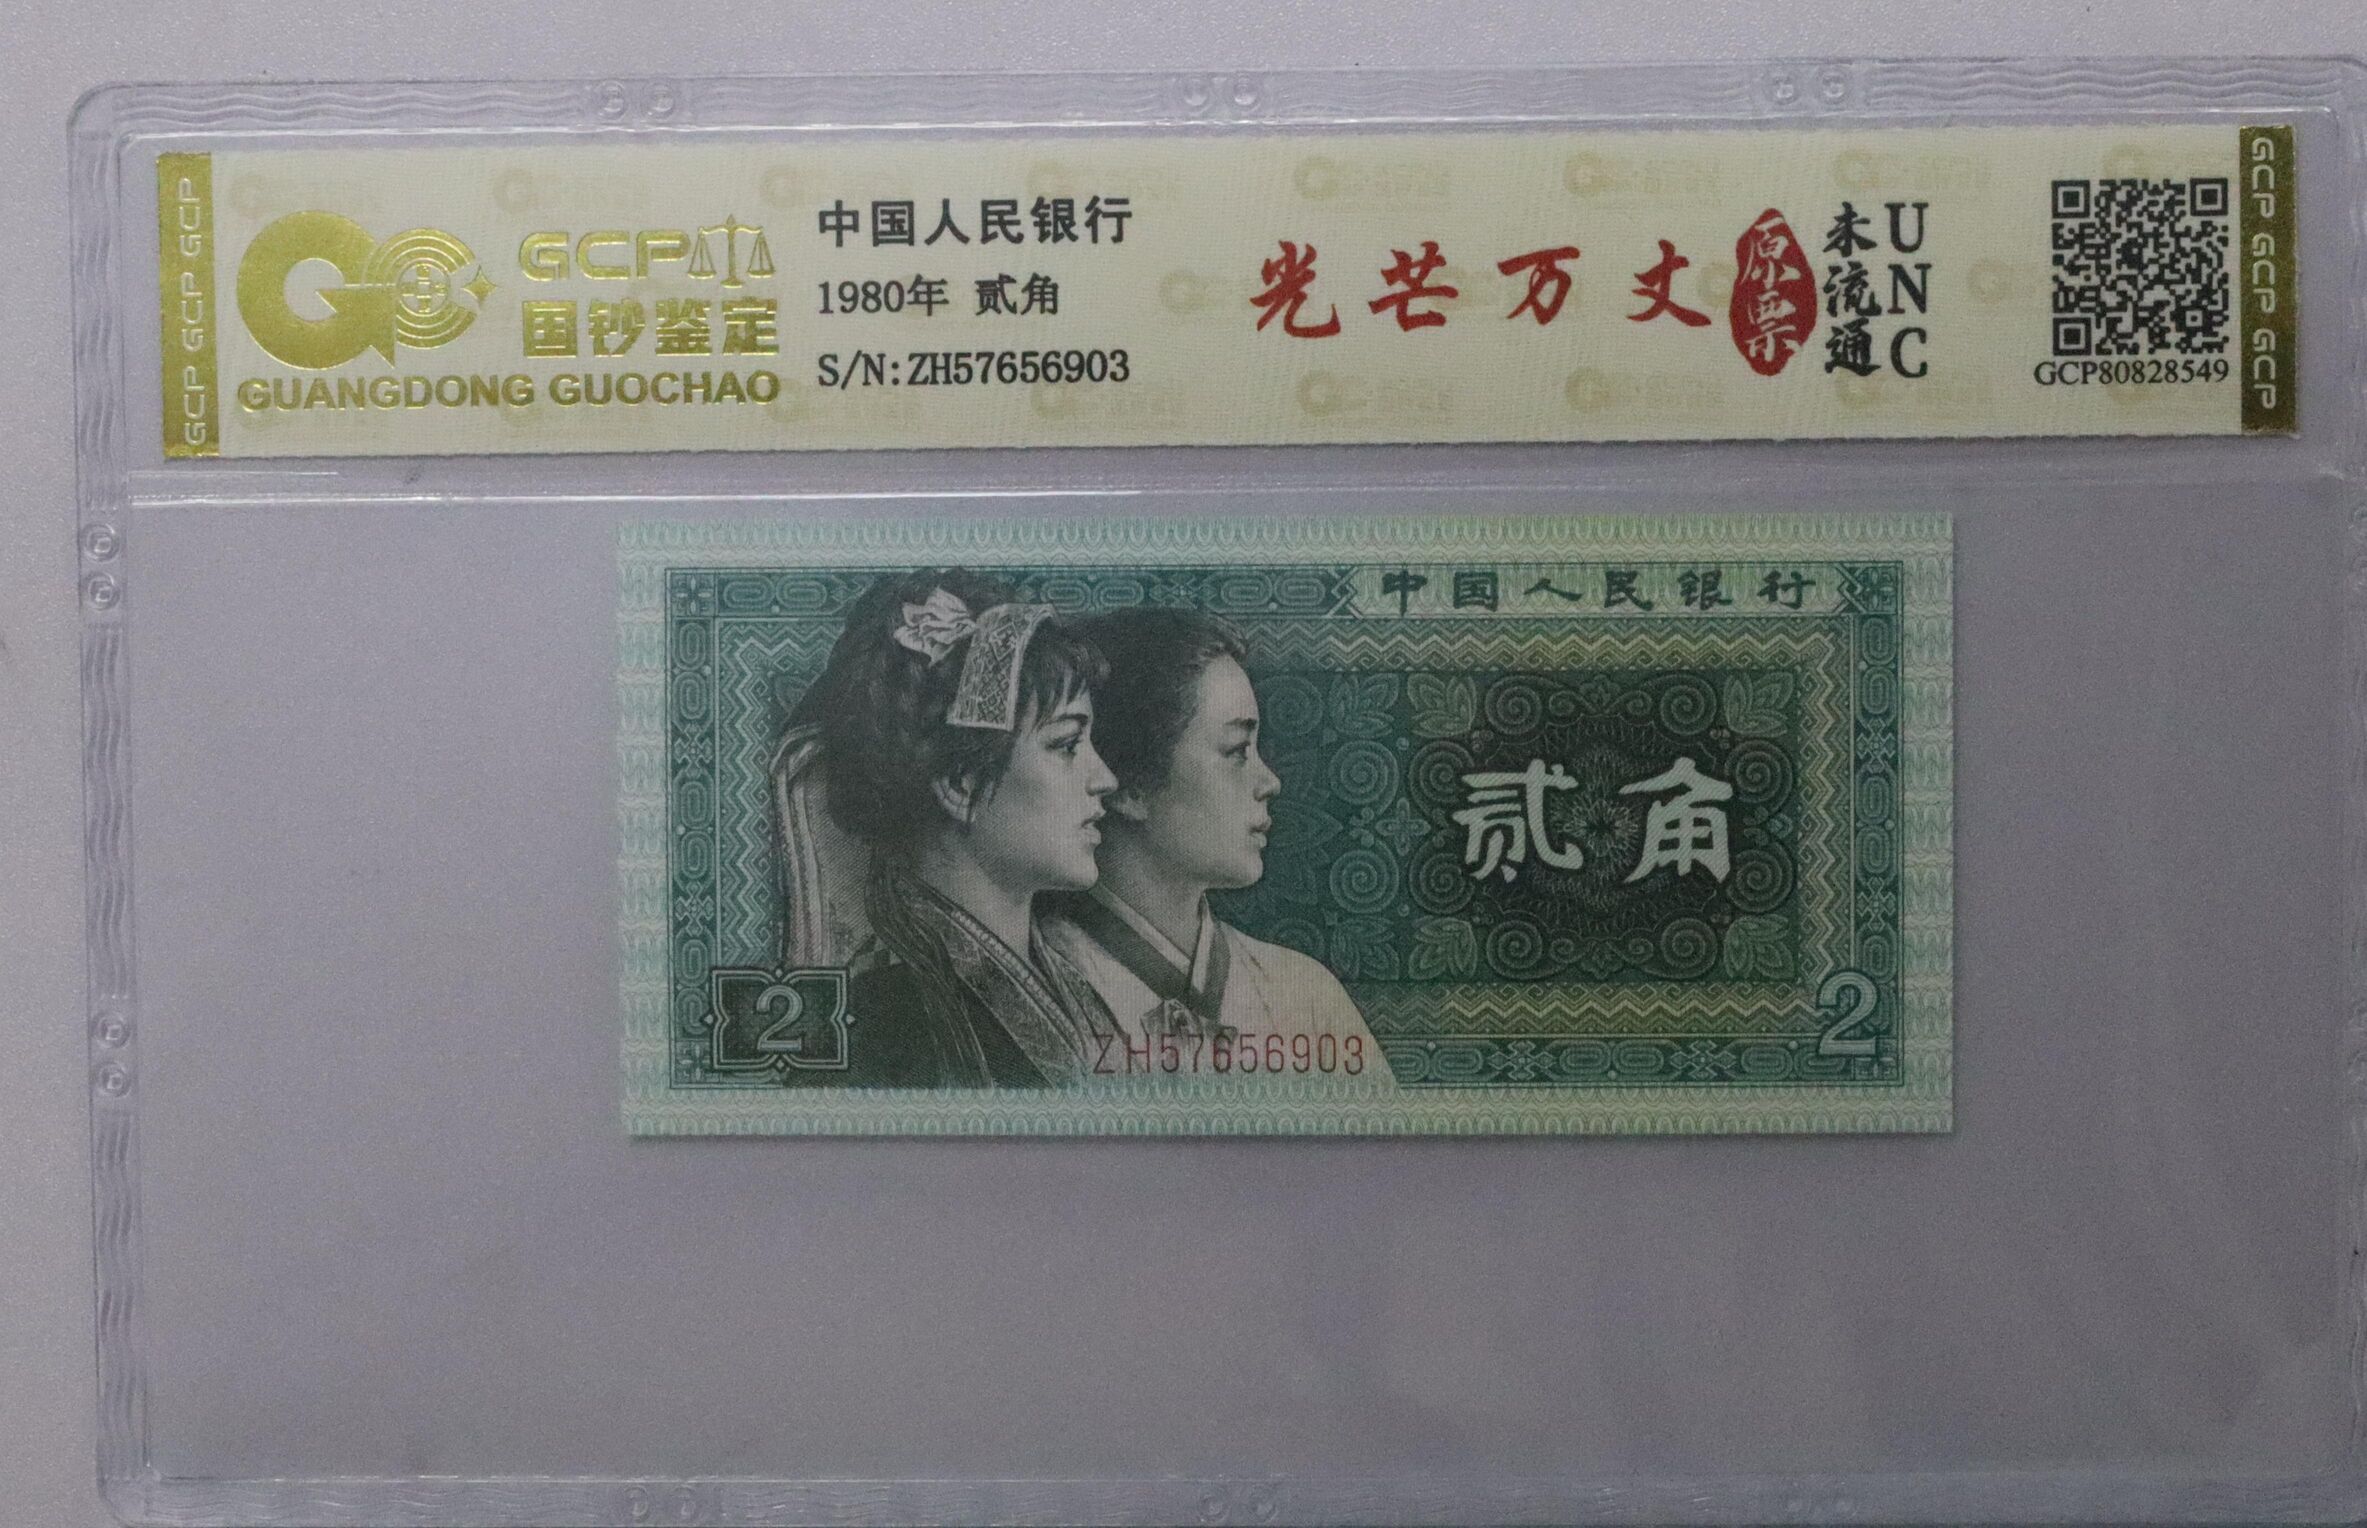 GCP GCP GCP
GCP
国钞鉴定
GUANGDONG GUOCHAO
中国人民银行
1980年 贰角
S/N:ZH57656903
光芒万丈
原票
未流通
UNC
GCP80828549
GCP GCP GCP
中国人民银行
贰角
2
2
ZH57656903